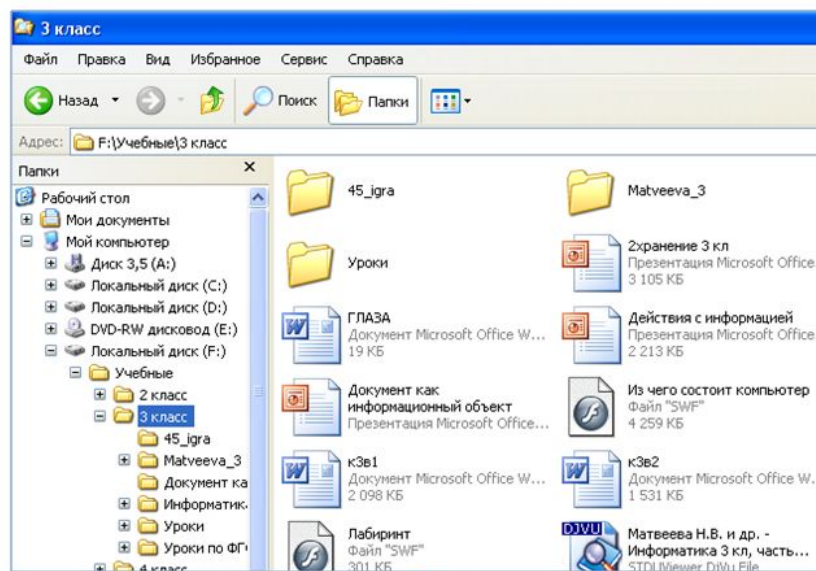 3 класс
Файл Правка Вид Избранное Сервис Справка
Назад Поиск Папки
Адрес: F:\Учебные\3 класс
Папки
Рабочий стол
Мои документы
Мой компьютер
Диск 3,5 (A:)
Локальный диск (C:)
Локальный диск (D:)
DVD-RW дисковод (E:)
Локальный диск (F:)
Учебные
2 класс
3 класс
45_igra
Matveeva_3
Документ ка
Информатик.
Уроки
Уроки по ФГ
4 класс
45_igra
Matveeva_3
Уроки
2хранение 3 кл
Презентация Microsoft Office
3 105 КБ
ГЛАЗА
Документ Microsoft Office W...
19 КБ
Действия с информацией
Презентация Microsoft Office
2 213 КБ
Документ как
информационный объект
Презентация Microsoft Office...
Из чего состоит компьютер
Файл "SWF"
4 259 КБ
к3в1
Документ Microsoft Office W...
2 098 КБ
к3в2
Документ Microsoft Office W.
1 531 КБ
Лабиринт
Файл "SWF"
301 КБ
DJVU
Матвеева Н.В. и др. -
Информатика 3 кл, часть...
STDUViewer DjVu File